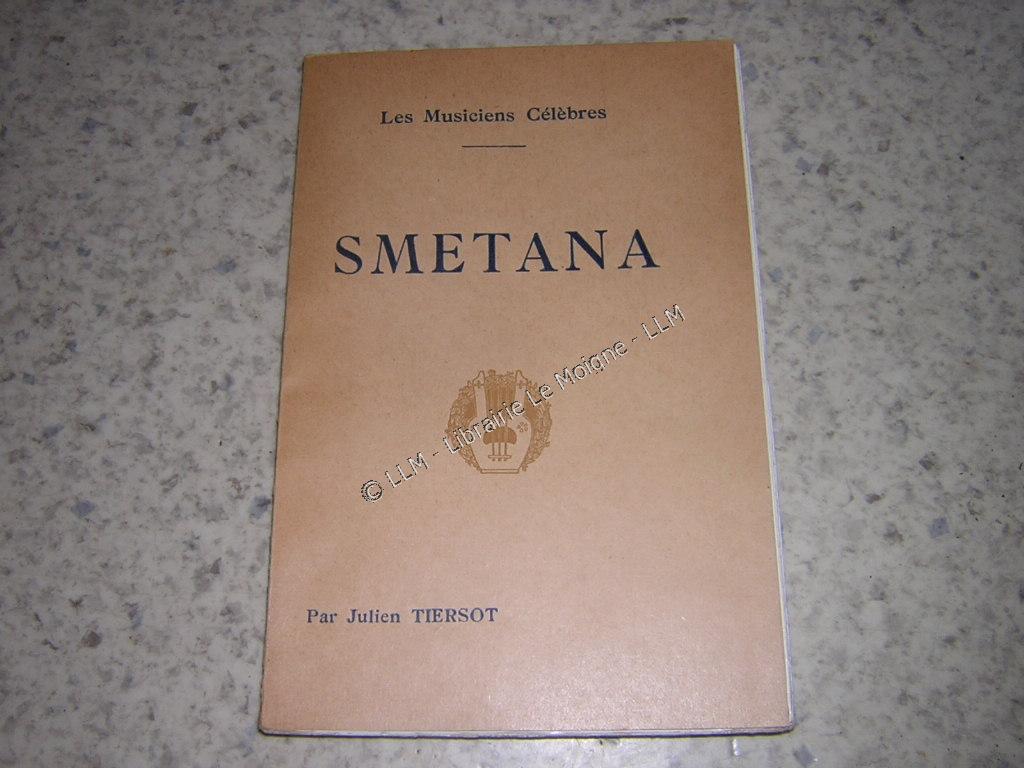 Les Musiciens Célèbres
SMETANA
© LLM - Librairie Le Moigne - LLM
Par Julien TIERSOT